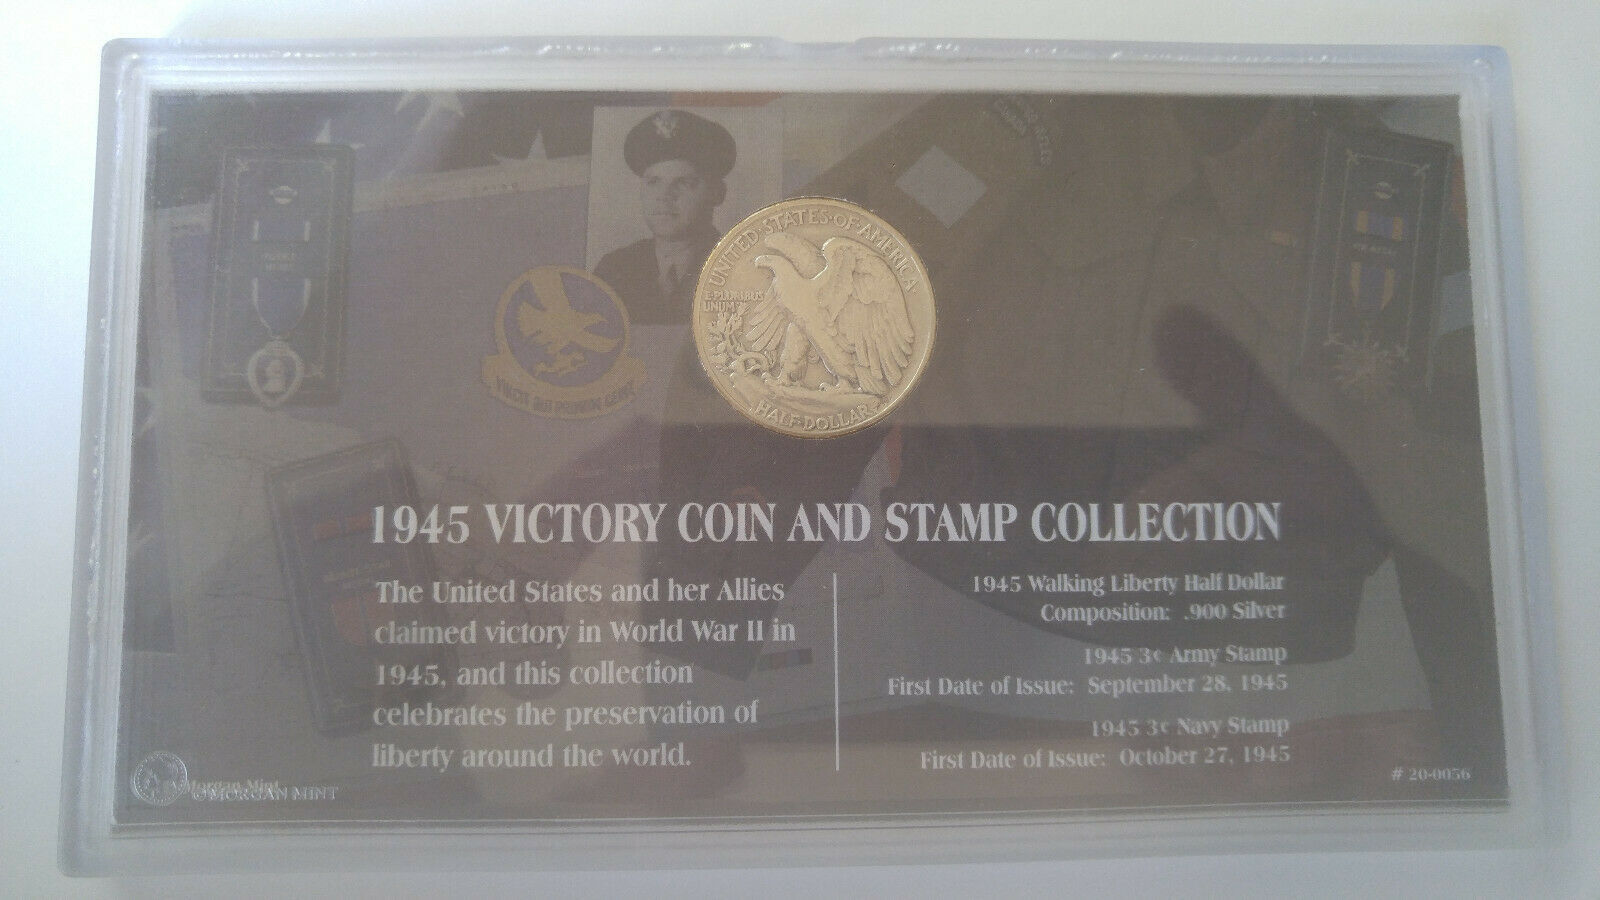 UNITED·STATES·OF·AMERICA
E·PLURIBUS
UNUM
HALF·DOLLAR
1945 VICTORY COIN AND STAMP COLLECTION
The United States and her Allies
claimed victory in World War II in
1945, and this collection
celebrates the preservation of
liberty around the world.
1945 Walking Liberty Half Dollar
Composition: .900 Silver
1945 3¢ Army Stamp
First Date of Issue: September 28, 1945
1945 3¢ Navy Stamp
First Date of Issue: October 27, 1945
Morgan Mint
© MORGAN MINT
# 20-0056